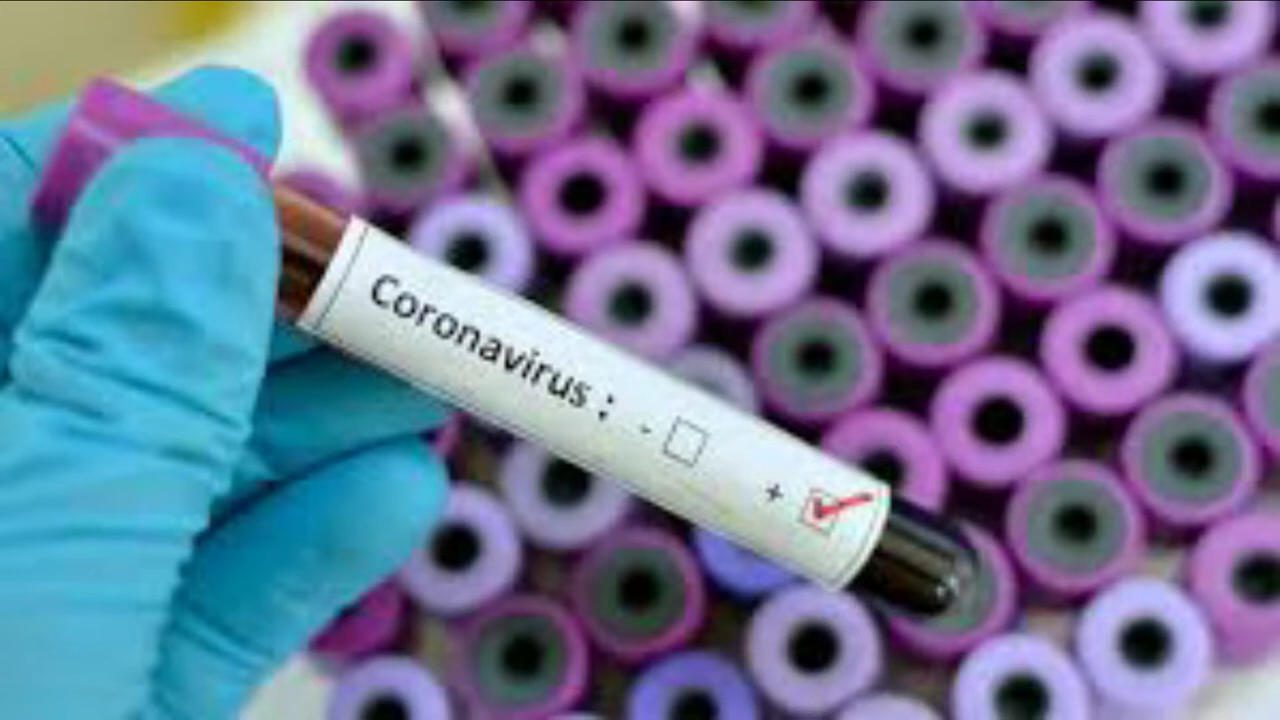 Coronavirus :
- ☐
+ ☑